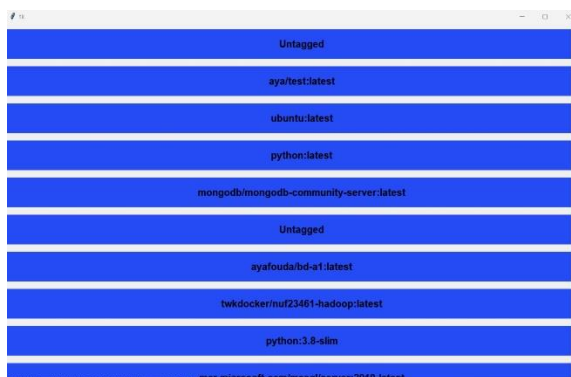 Untagged
aya/test:latest
ubuntu:latest
python:latest
mongodb/mongodb-community-server:latest
Untagged
ayafouda/bd-a1:latest
twkdocker/nuf23461-hadoop:latest
python:3.8-slim